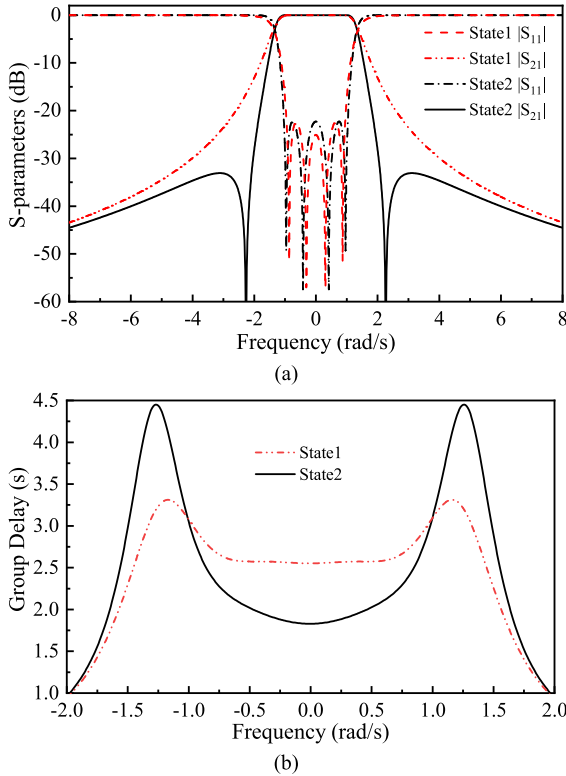 0
-10
-20
-30
-40
-50
-60
S-parameters (dB)
State1 |S11|
State1 |S21|
State2 |S11|
State2 |S21|
-8 -6 -4 -2 0 2 4 6 8
Frequency (rad/s)
(a)
4.5
4.0
3.5
3.0
2.5
2.0
1.5
1.0
Group Delay (s)
State1
State2
-2.0 -1.5 -1.0 -0.5 0.0 0.5 1.0 1.5 2.0
Frequency (rad/s)
(b)